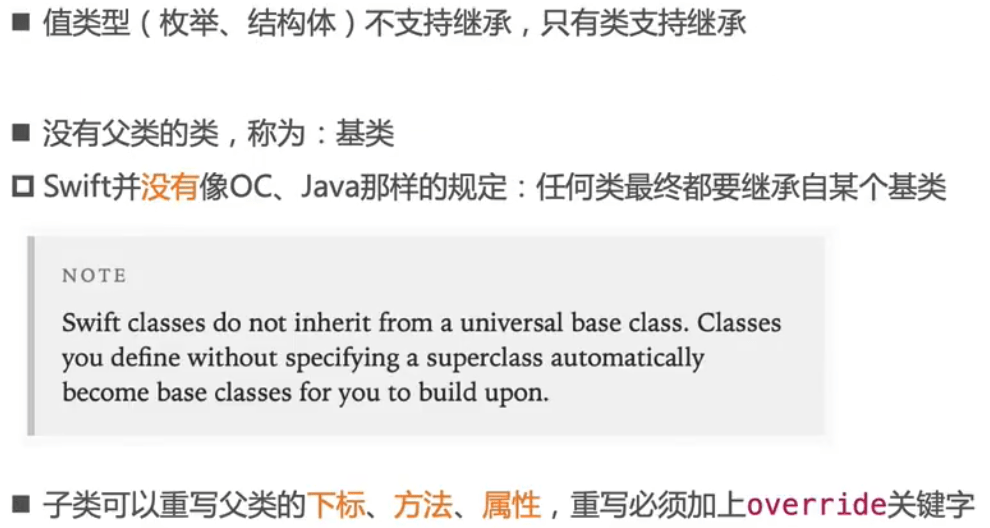 ■ 值类型（枚举、结构体）不支持继承，只有类支持继承
■ 没有父类的类，称为：基类
Swift并没有像OC、Java那样的规定：任何类最终都要继承自某个基类
NOTE
Swift classes do not inherit from a universal base class. Classes
you define without specifying a superclass automatically
become base classes for you to build upon.
■ 子类可以重写父类的下标、方法、属性，重写必须加上override关键字